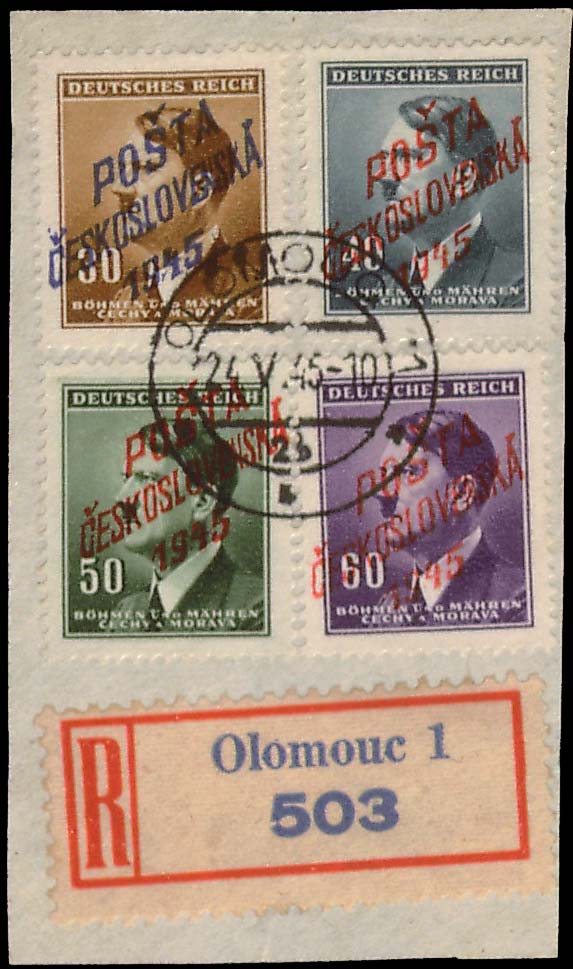 DEUTSCHES REICH
POŠTA
ČESKOSLOVENSKÁ
1945
30
BÖHMEN UND MÄHREN
ČECHY A MORAVA
DEUTSCHES REICH
POŠTA
ČESKOSLOVENSKÁ
1945
40
BÖHMEN UND MÄHREN
ČECHY A MORAVA
24.V.45-10
2b
DEUTSCHES REICH
POŠTA
ČESKOSLOVENSKÁ
1945
50
BÖHMEN UND MÄHREN
ČECHY A MORAVA
DEUTSCHES REICH
POŠTA
ČESKOSLOVENSKÁ
1945
60
BÖHMEN UND MÄHREN
ČECHY A MORAVA
R
Olomouc 1
503